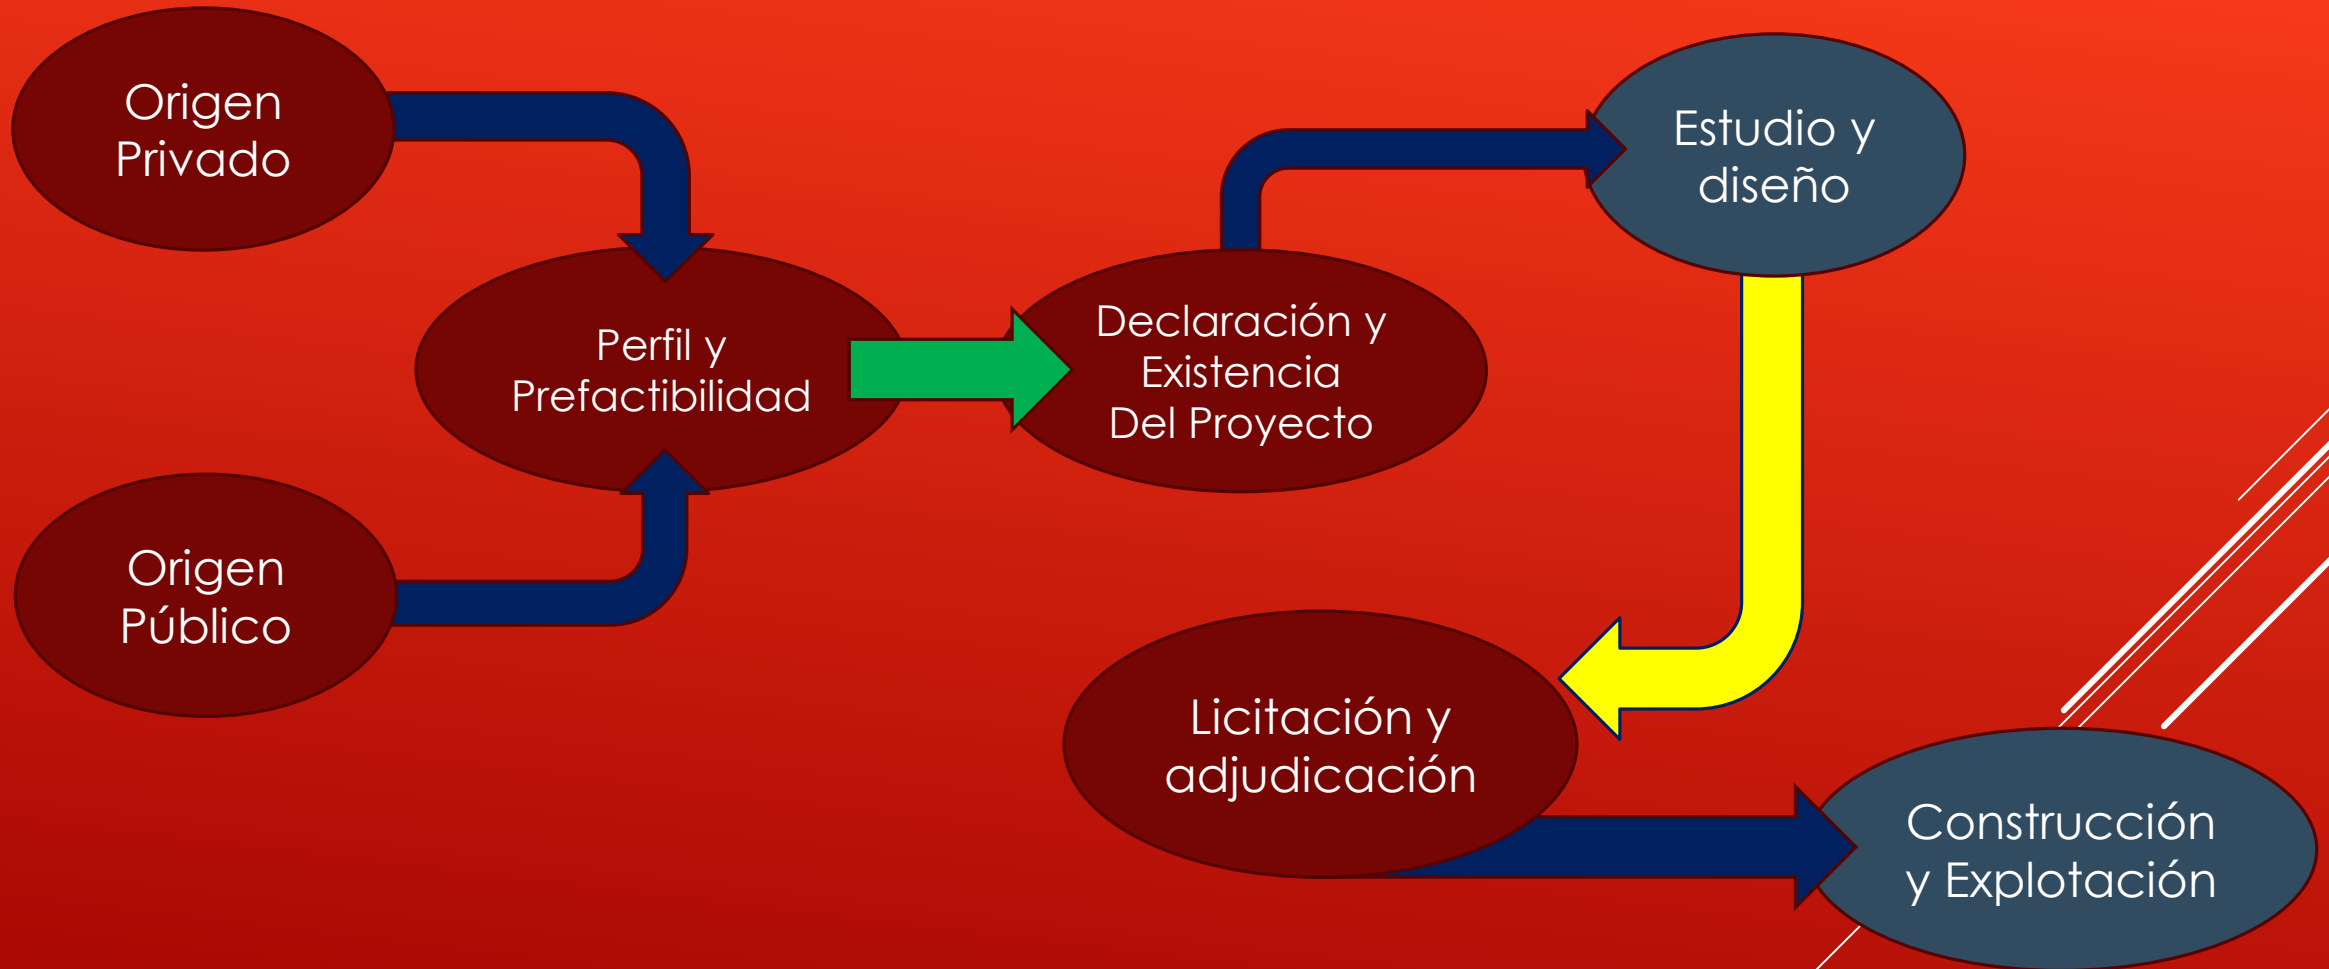 Origen
Privado
Perfil y
Prefactibilidad
Origen
Público
Declaración y
Existencia
Del Proyecto
Estudio y
diseño
Licitación y
adjudicación
Construcción
y Explotación